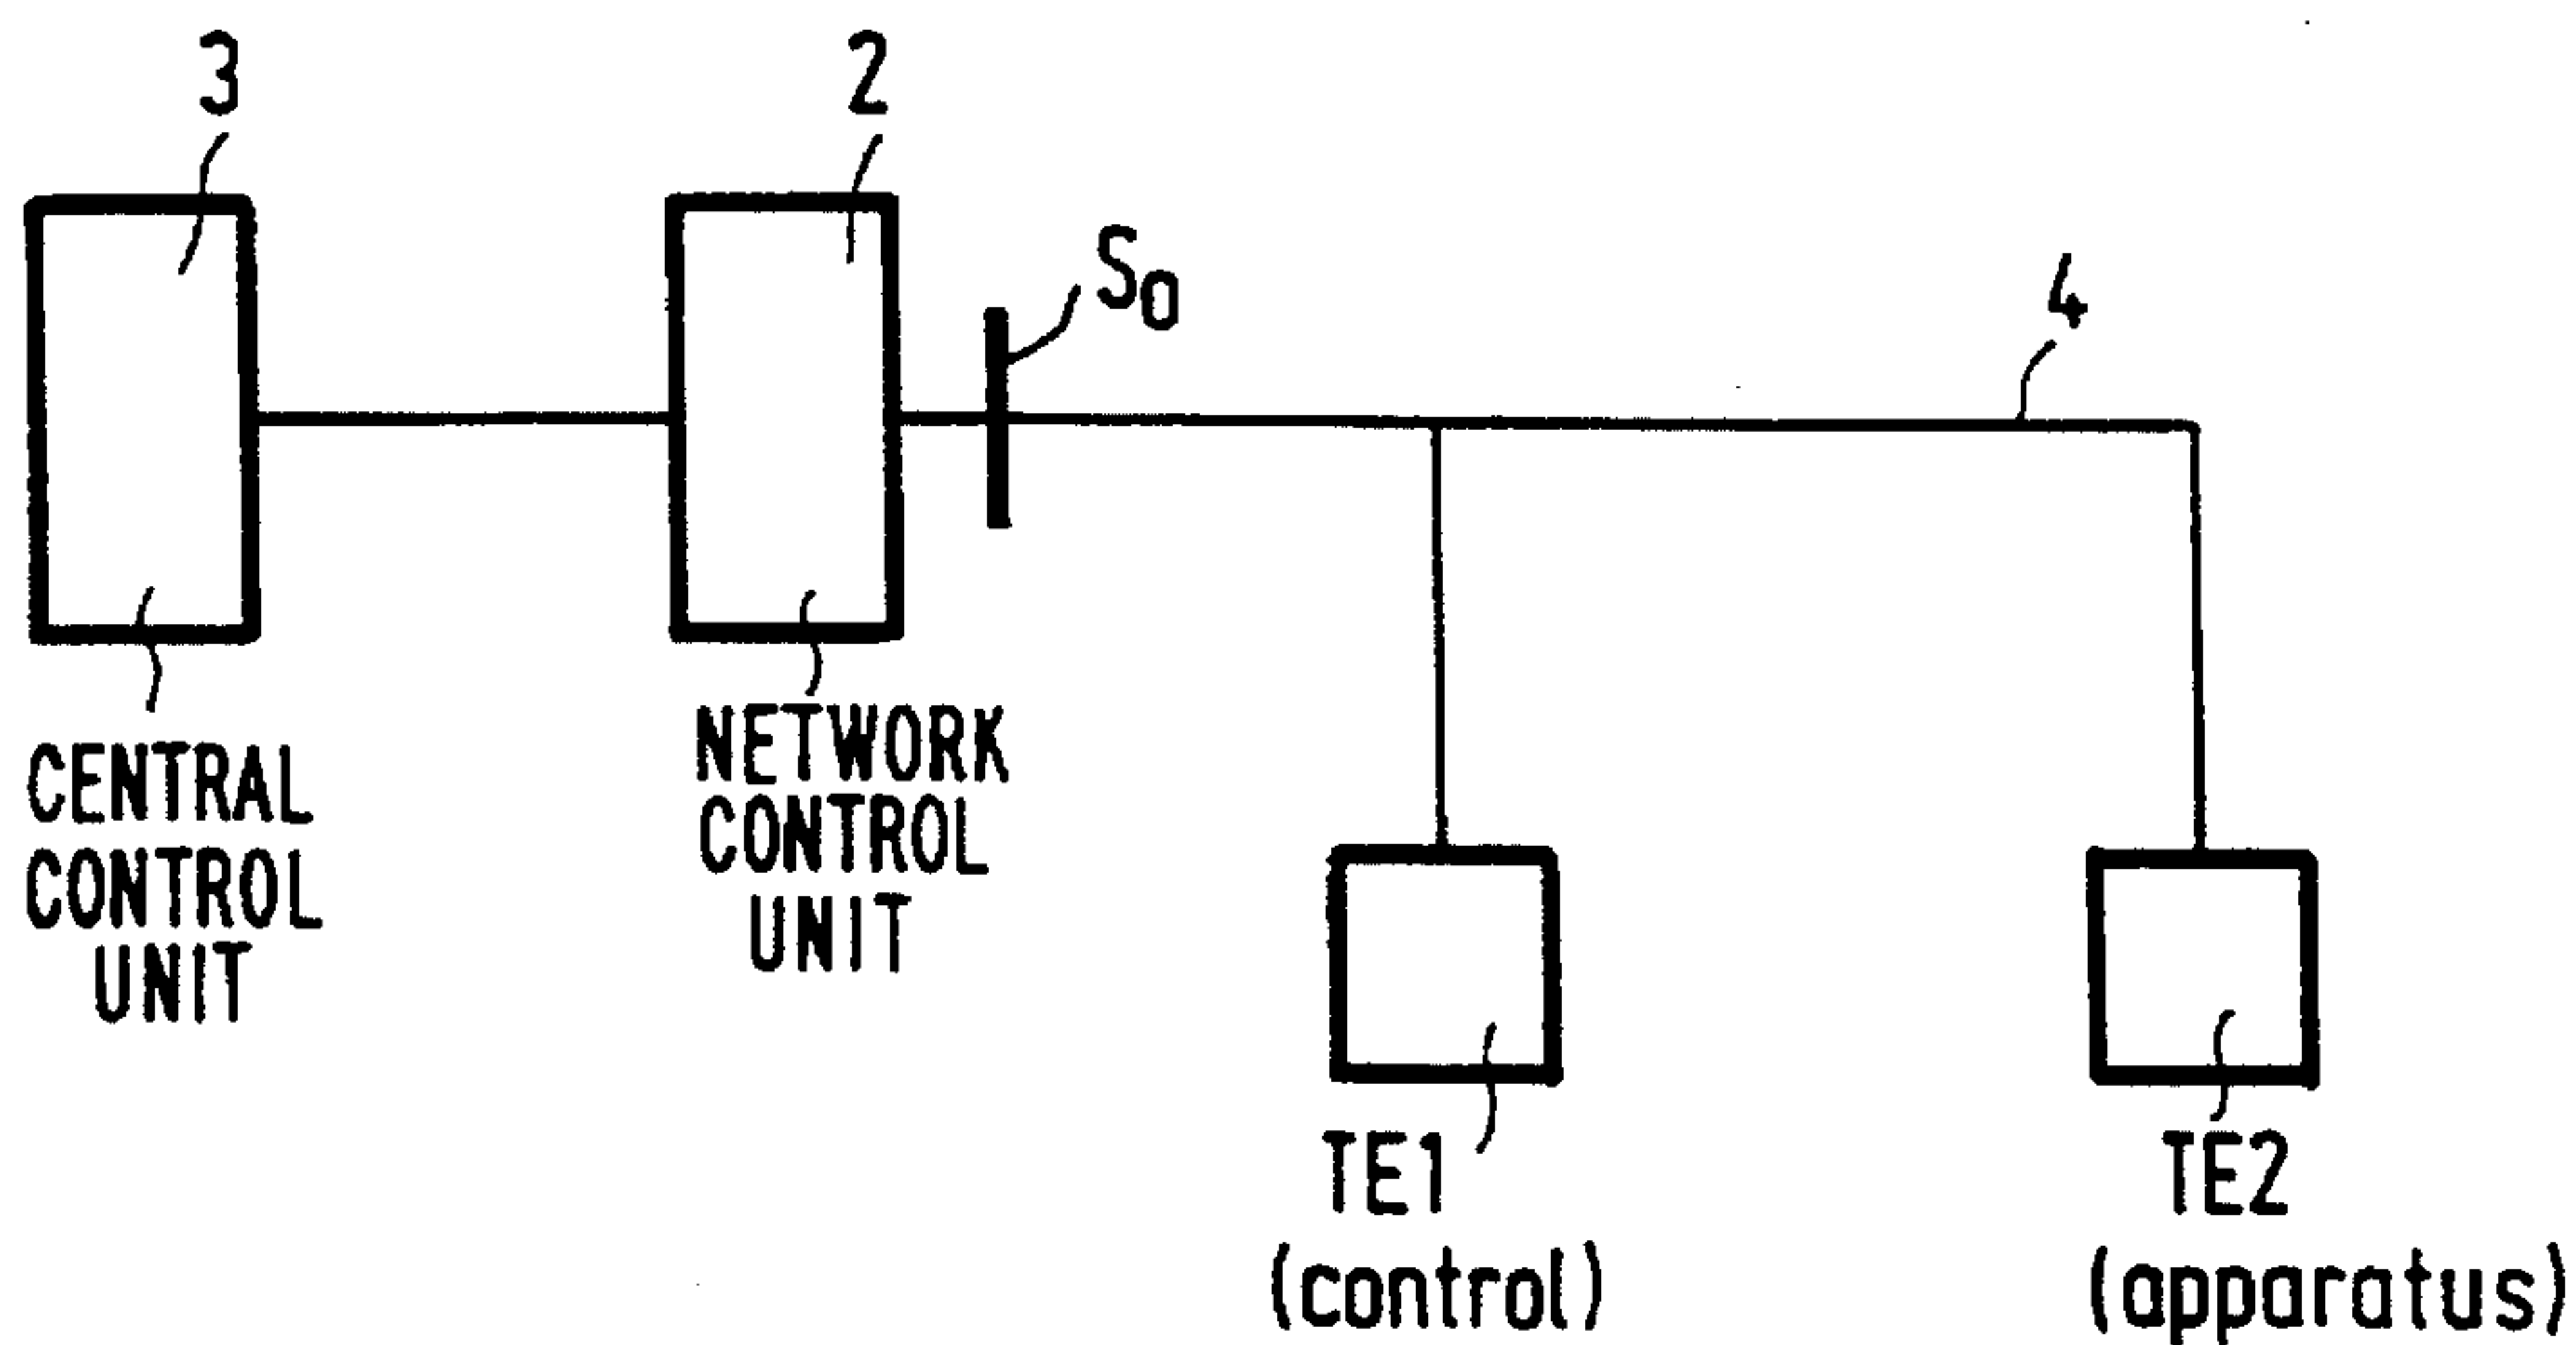 3
2
S0
4
CENTRAL
CONTROL
UNIT
NETWORK
CONTROL
UNIT
TE1
(control)
TE2
(apparatus)